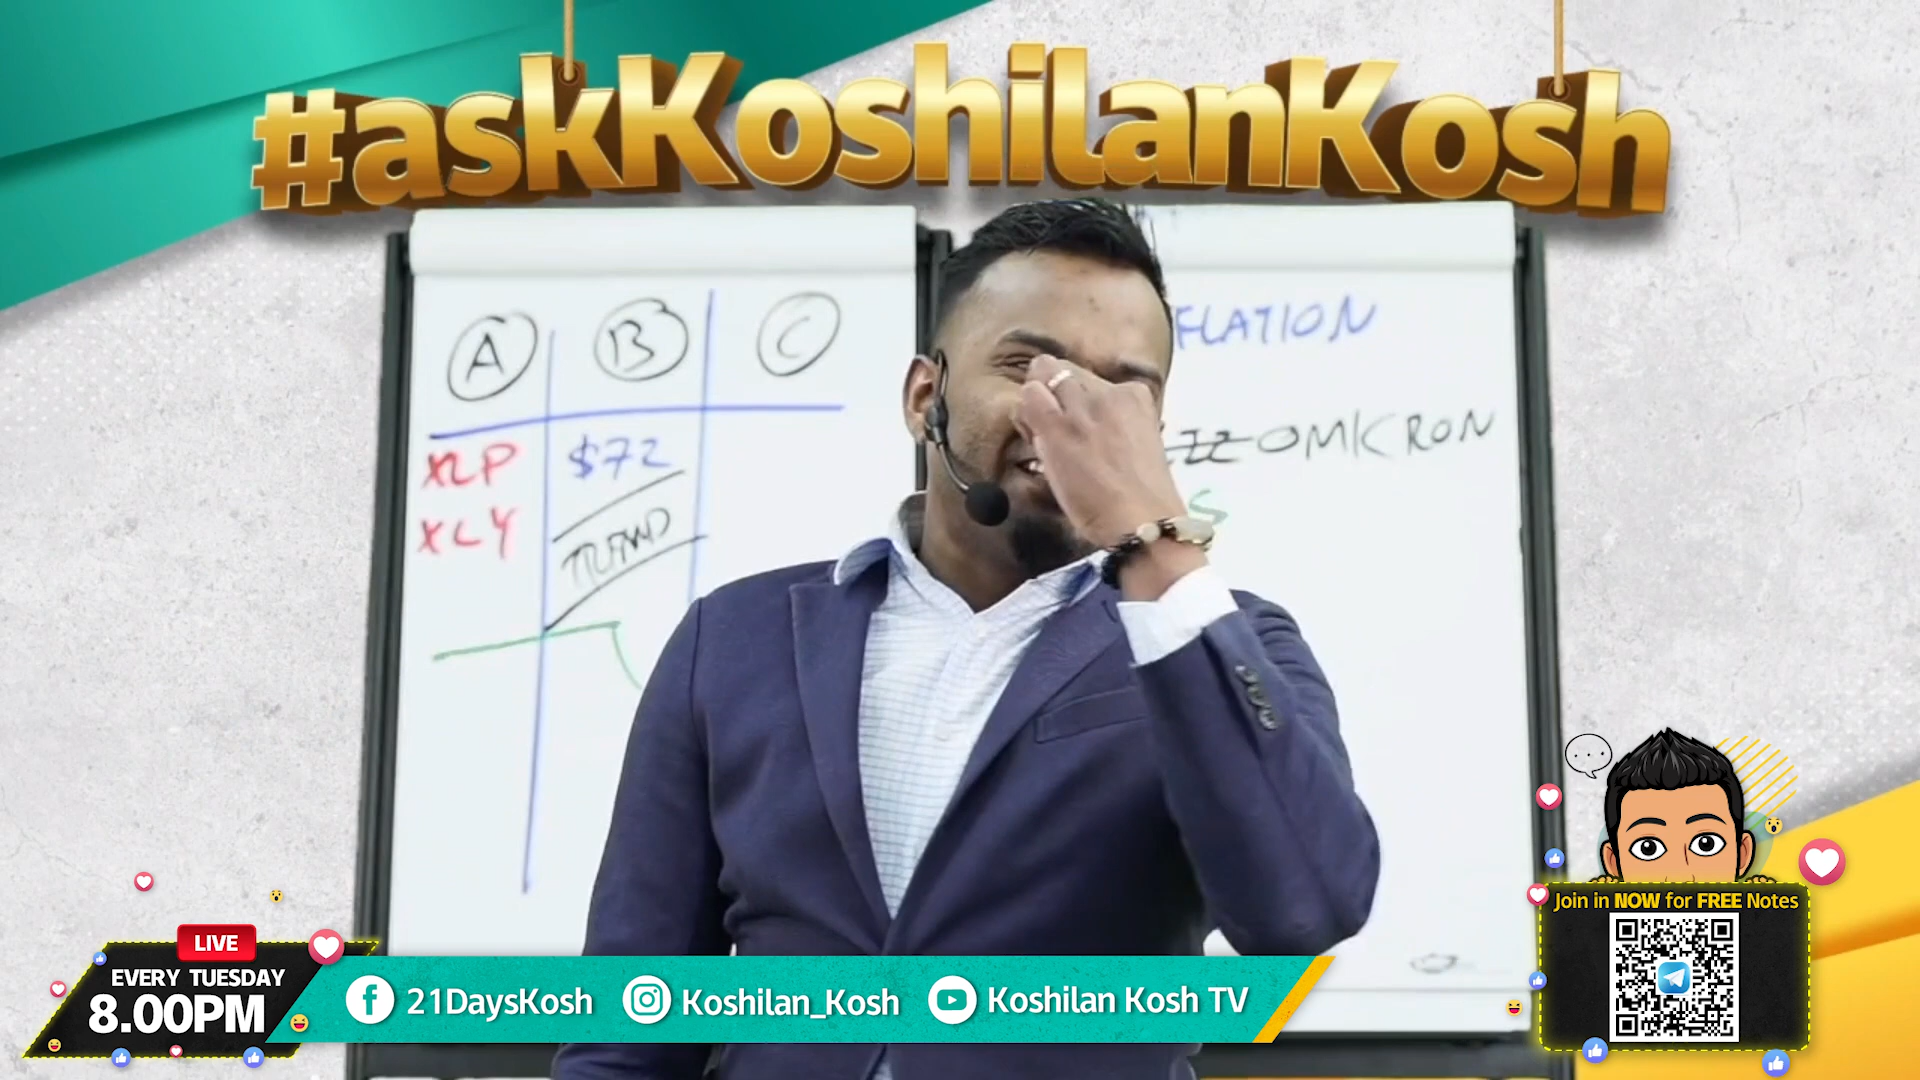 #askKoshilanKosh
A B C
XLP $72
XLY TREND
FLATION
OMICRON
S
LIVE
EVERY TUESDAY
8.00PM
21DaysKosh Koshilan_Kosh Koshilan Kosh TV
Join in NOW for FREE Notes